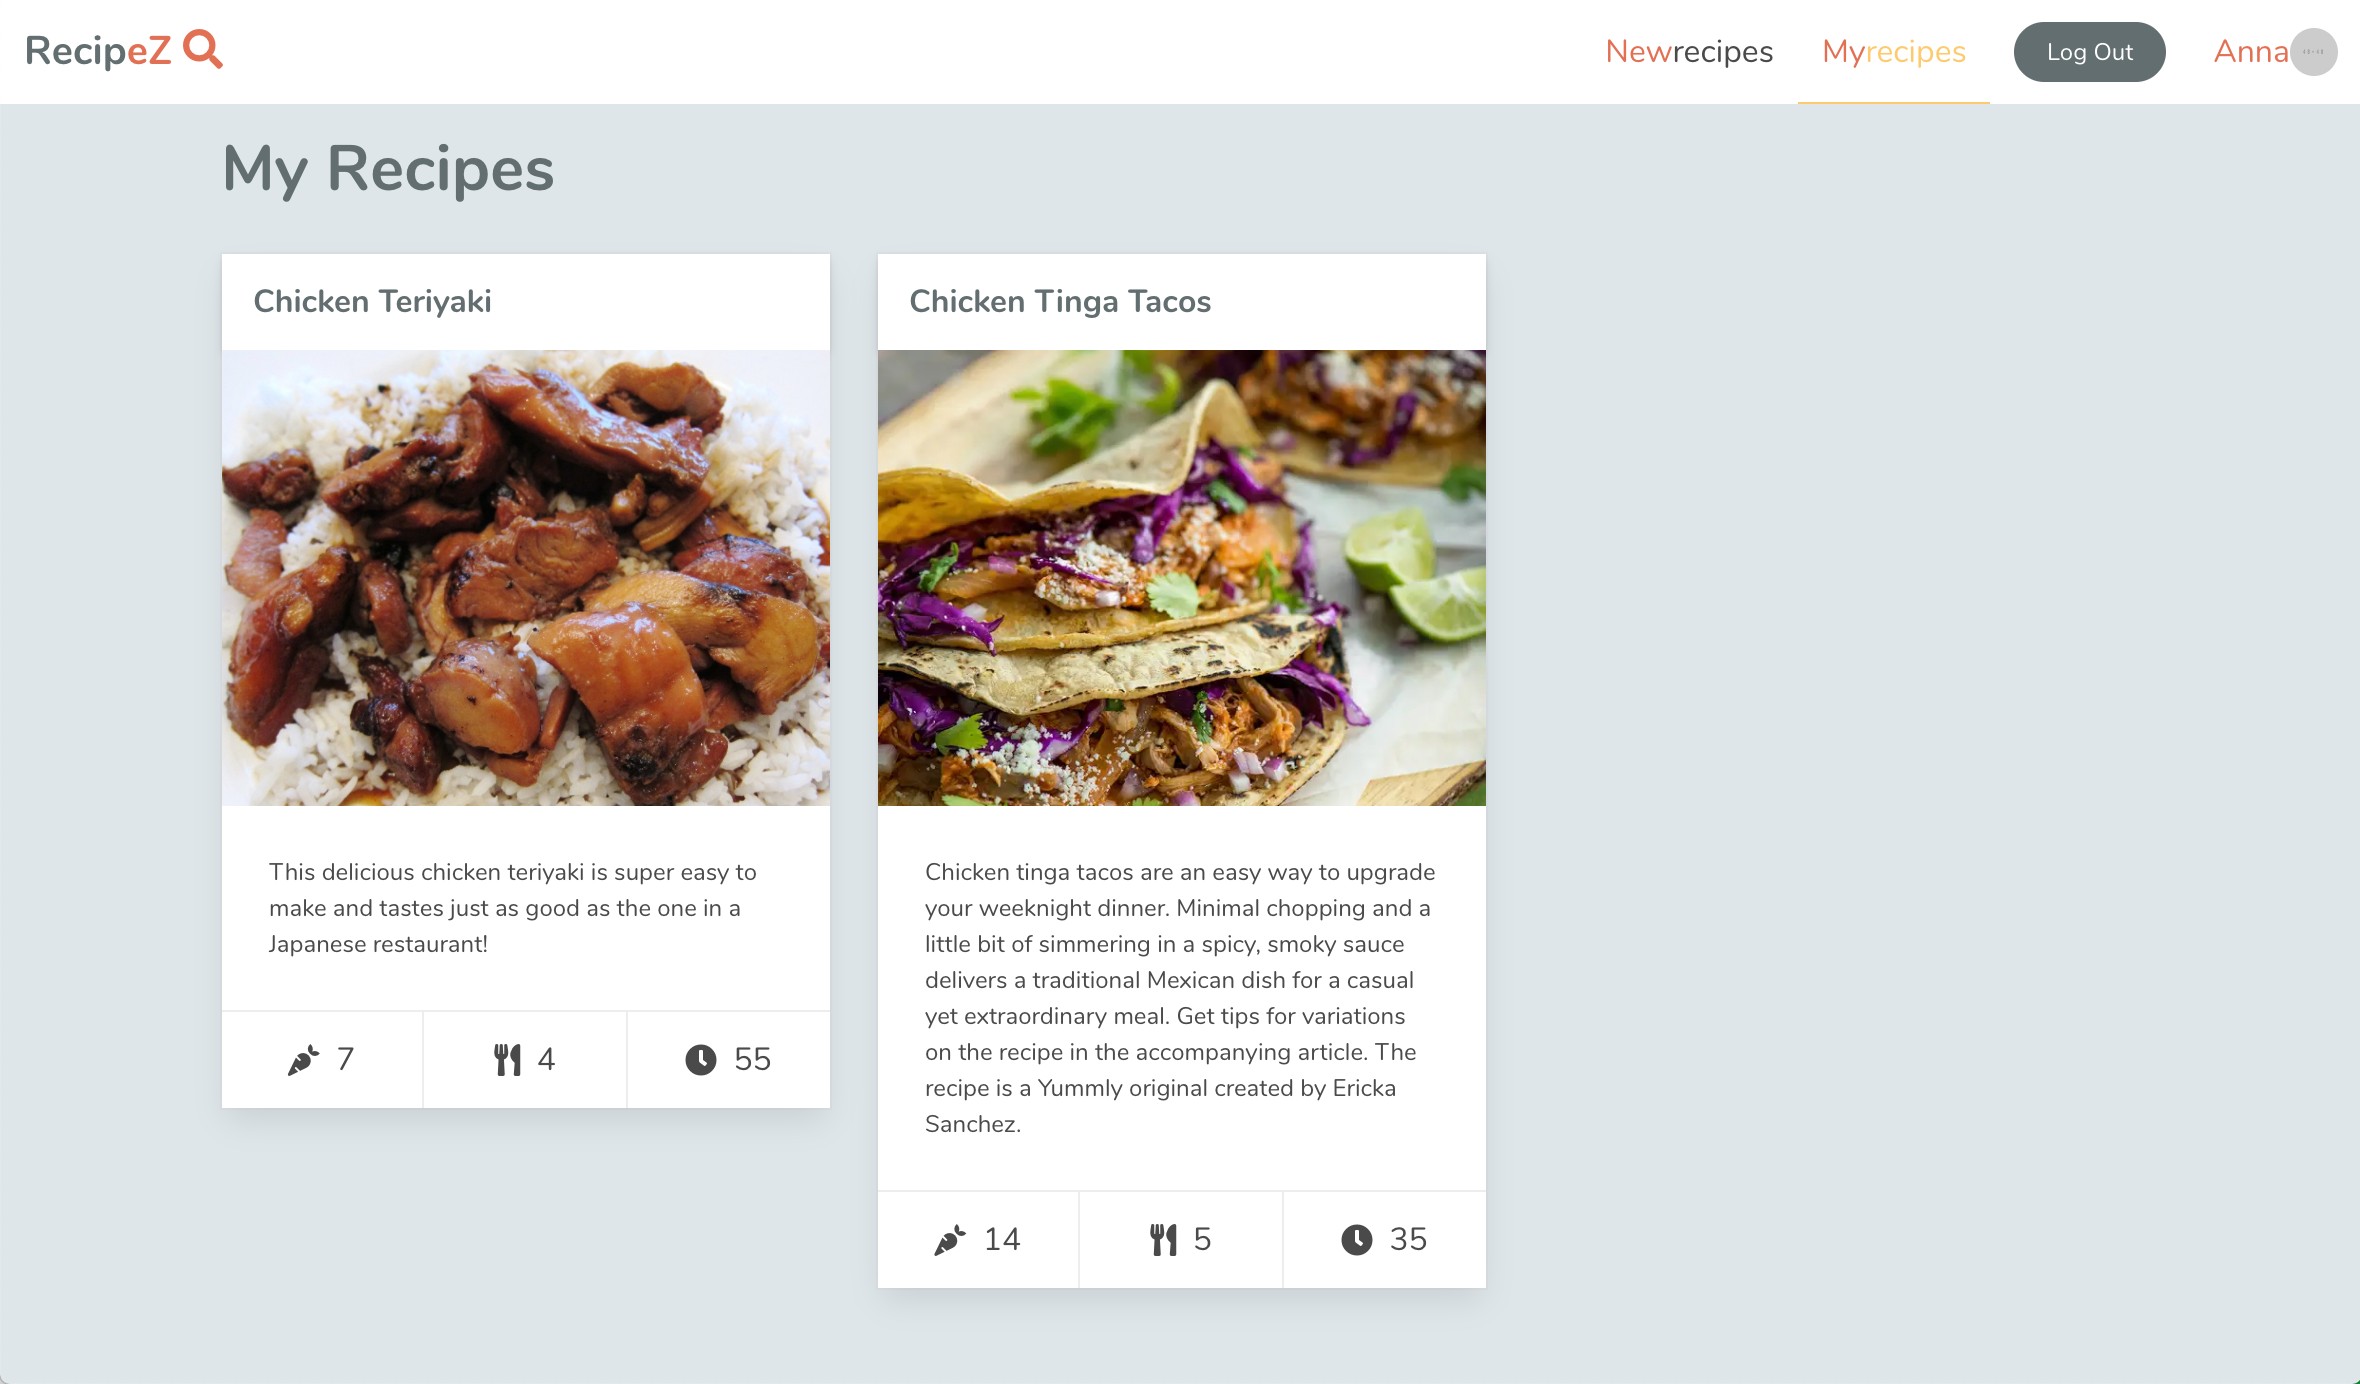 RecipeZ
Newrecipes
Myrecipes
Log Out
Anna
My Recipes
Chicken Teriyaki
This delicious chicken teriyaki is super easy to
make and tastes just as good as the one in a
Japanese restaurant!
7
4
55
Chicken Tinga Tacos
Chicken tinga tacos are an easy way to upgrade
your weeknight dinner. Minimal chopping and a
little bit of simmering in a spicy, smoky sauce
delivers a traditional Mexican dish for a casual
yet extraordinary meal. Get tips for variations
on the recipe in the accompanying article. The
recipe is a Yummly original created by Ericka
Sanchez.
14
5
35